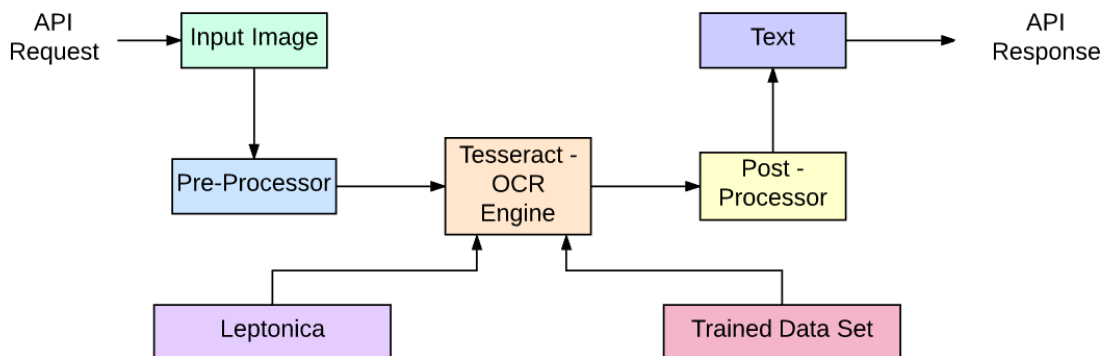 API
Request
Input Image
Text
API
Response
Pre-Processor
Tesseract -
OCR
Engine
Post -
Processor
Leptonica
Trained Data Set